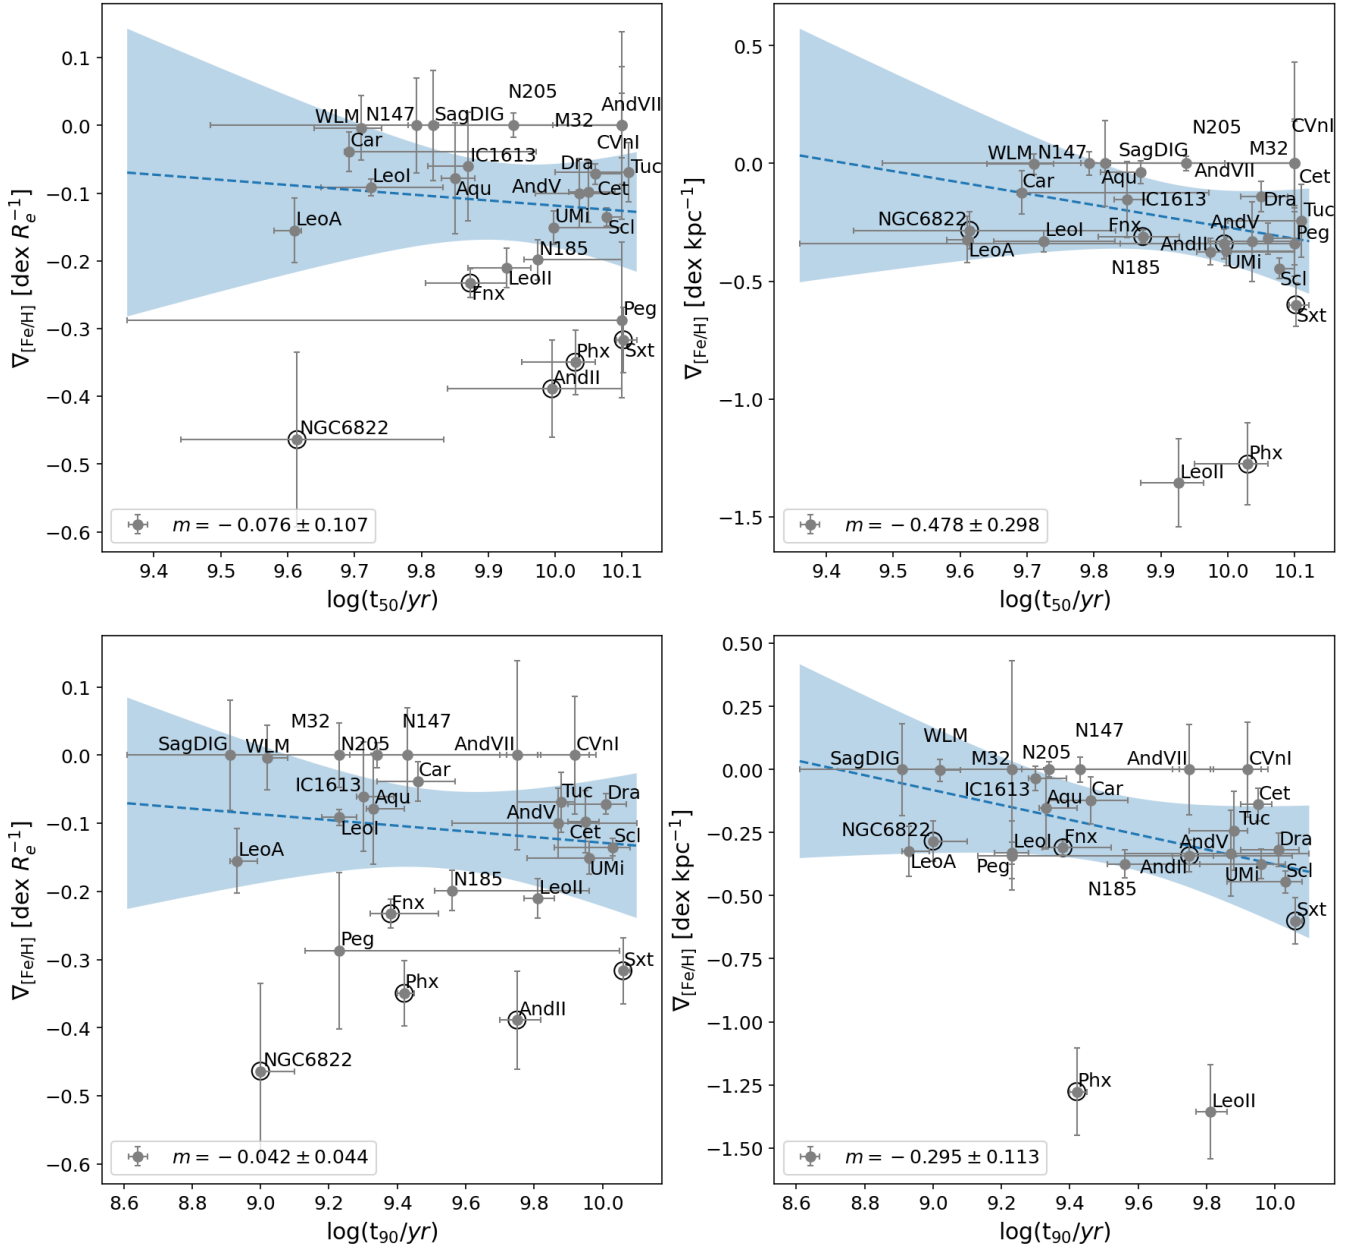 0.1
0.0
−0.1
−0.2
−0.3
−0.4
−0.5
−0.6
∇[Fe/H] [dex Re⁻¹]
N205
AndVII
WLM
N147
SagDIG
M32
Car
IC1613
CVnI
Dra
Tuc
LeoI
Aqu
AndV
Cet
LeoA
UMi
Scl
N185
LeoII
Fnx
Peg
Phx
Sxt
AndII
NGC6822
m = −0.076 ± 0.107
9.4 9.5 9.6 9.7 9.8 9.9 10.0 10.1
log(t50/yr)
0.5
0.0
−0.5
−1.0
−1.5
∇[Fe/H] [dex kpc⁻¹]
N205
CVnI
WLM
N147
SagDIG
M32
AndVII
Cet
Car
Aqu
IC1613
Dra
Tuc
NGC6822
LeoI
Fnx
AndV
Peg
LeoA
AndII
N185
UMi
Scl
Sxt
Phx
LeoII
m = −0.478 ± 0.298
9.4 9.5 9.6 9.7 9.8 9.9 10.0 10.1
log(t50/yr)
0.1
0.0
−0.1
−0.2
−0.3
−0.4
−0.5
−0.6
∇[Fe/H] [dex Re⁻¹]
M32
N147
SagDIG
WLM
N205
AndVII
CVnI
IC1613
Car
Aqu
Tuc
Dra
LeoI
AndV
Cet
Scl
LeoA
UMi
N185
LeoII
Fnx
Peg
Sxt
Phx
AndII
NGC6822
m = −0.042 ± 0.044
8.6 8.8 9.0 9.2 9.4 9.6 9.8 10.0
log(t90/yr)
0.50
0.25
0.00
−0.25
−0.50
−0.75
−1.00
−1.25
−1.50
∇[Fe/H] [dex kpc⁻¹]
WLM
N147
SagDIG
M32
N205
AndVII
CVnI
IC1613
Aqu
Car
Cet
Tuc
NGC6822
LeoI
Fnx
AndV
Dra
LeoA
Peg
AndII
UMi
Scl
N185
Sxt
Phx
LeoII
m = −0.295 ± 0.113
8.6 8.8 9.0 9.2 9.4 9.6 9.8 10.0
log(t90/yr)